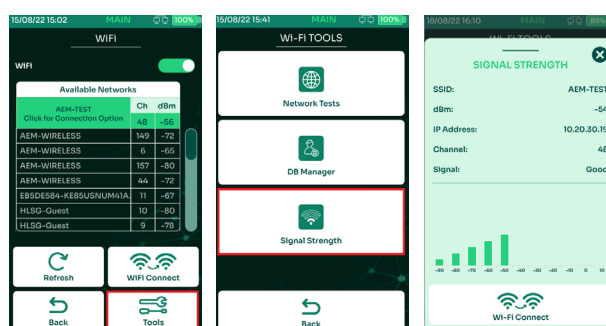 15/08/22 15:02 MAIN 100%
WiFi
WiFi
Available Networks
AEM-TEST Ch dBm
Click for Connection Option 48 -56
AEM-WIRELESS 149 -72
AEM-WIRELESS 6 -65
AEM-WIRELESS 157 -80
AEM-WIRELESS 44 -72
EB5DE584-KE85USNUM41A. 11 -67
HLSG-Guest 10 -80
HLSG-Guest 9 -78
Refresh
WiFi Connect
Back
Tools
15/08/22 15:41 MAIN 100%
Wi-Fi TOOLS
Network Tests
DB Manager
Signal Strength
Back
18/08/22 16:10 MAIN 89%
Wi-Fi TOOLS
SIGNAL STRENGTH
SSID: AEM-TEST
dBm: -54
IP Address: 10.20.30.19
Channel: 48
Signal: Good
-90 -80 -70 -60 -50 -40 -30 -20 -10 0 10
Wi-Fi Connect